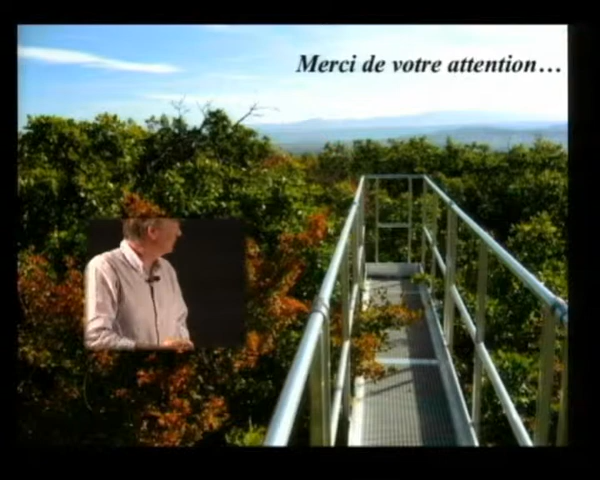 Merci de votre attention…